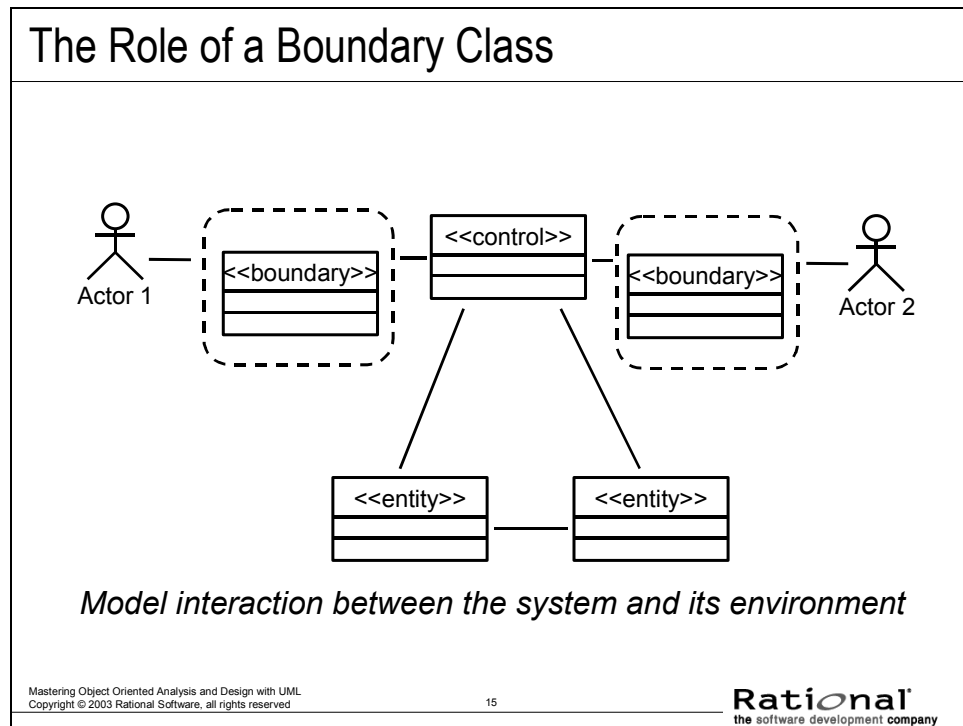 The Role of a Boundary Class
<<control>>
<<boundary>>
<<boundary>>
Actor 1
Actor 2
<<entity>>
<<entity>>
Model interaction between the system and its environment
Mastering Object Oriented Analysis and Design with UML
Copyright © 2003 Rational Software, all rights reserved
15
Rational
the software development company